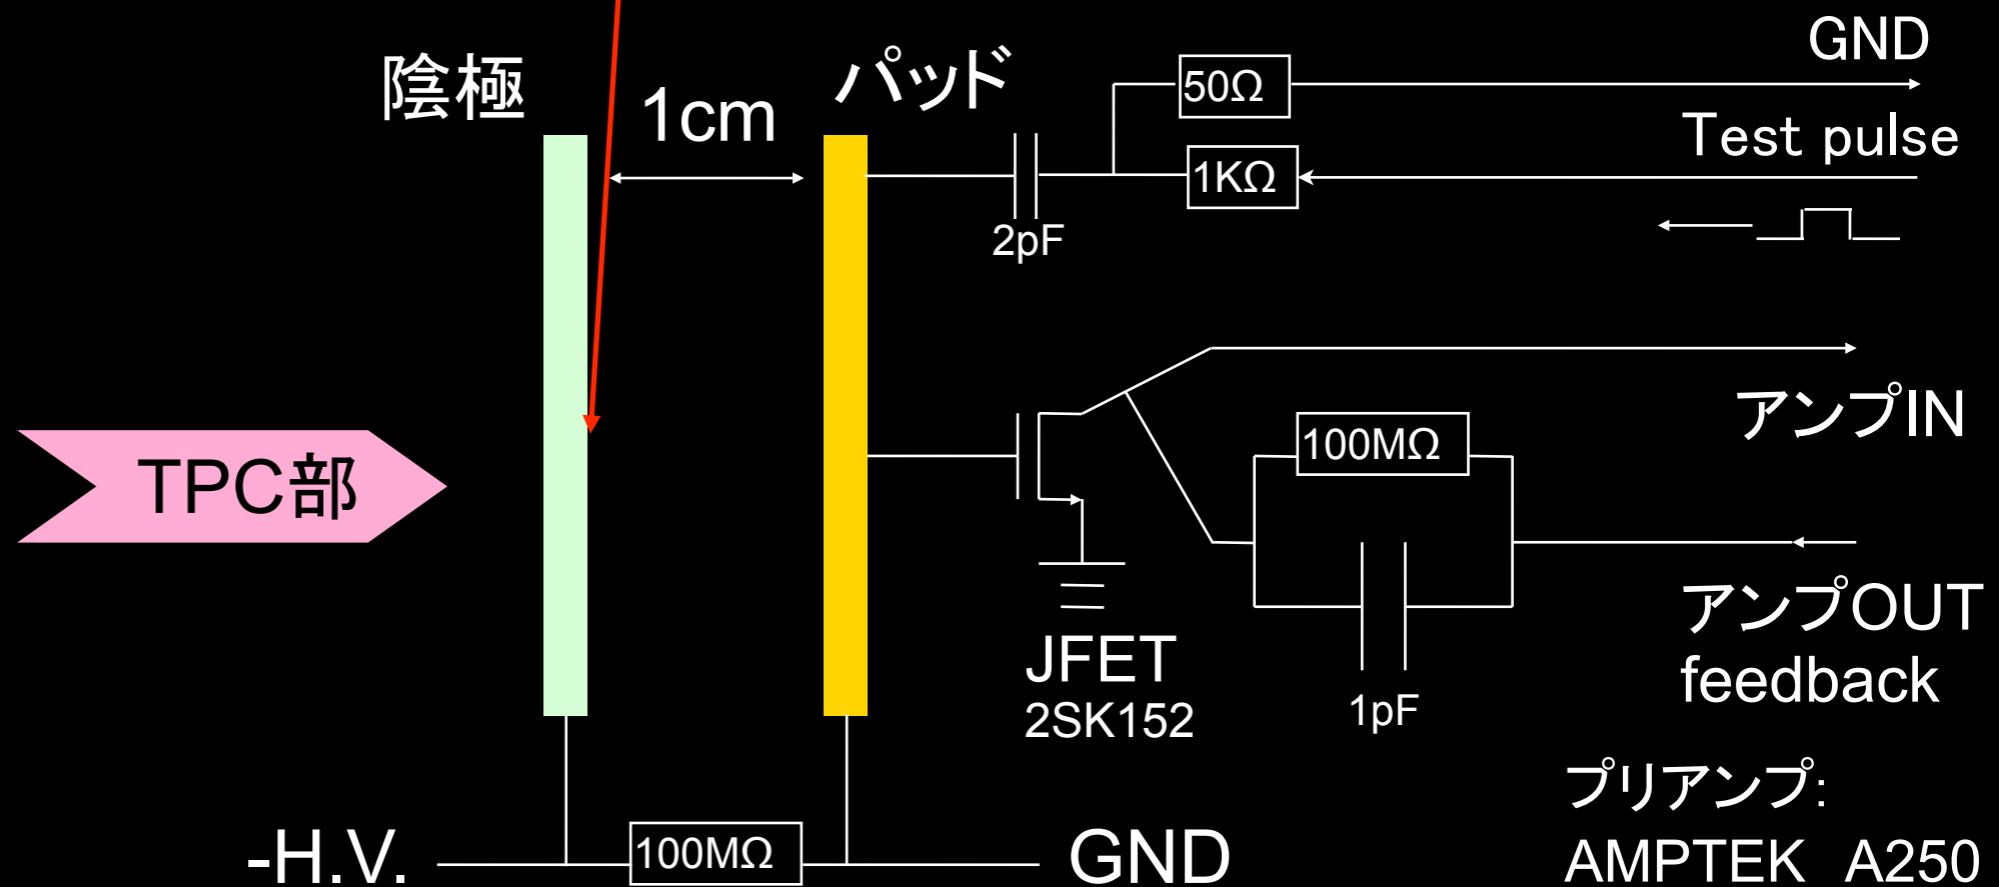 GND
陰極
1cm
パッド
50Ω
Test pulse
1KΩ
2pF
アンプIN
100MΩ
TPC部
アンプOUT
feedback
JFET
2SK152
1pF
プリアンプ:
AMPTEK A250
-H.V.
100MΩ
GND